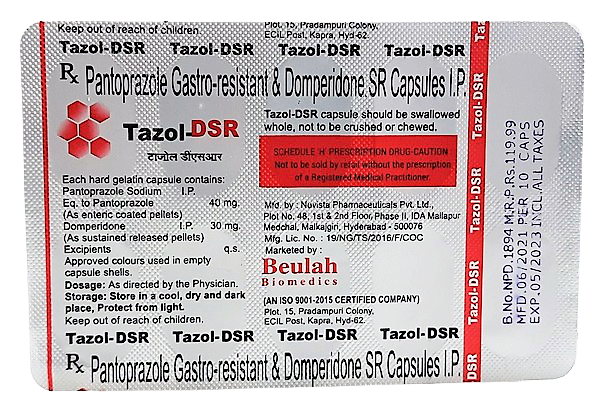 Keep out of reach of children.
Plot. 15, Pradampuri Colony,
ECIL Post, Kapra, Hyd-62.
Tazol-DSR Tazol-DSR Tazol-DSR Tazol-DSR
Rx Pantoprazole Gastro-resistant & Domperidone SR Capsules I.P.
Tazol-DSR
टाजोल डीएसआर
Each hard gelatin capsule contains:
Pantoprazole Sodium I.P.
Eq. to Pantoprazole 40 mg.
(As enteric coated pellets)
Domperidone I.P. 30 mg.
(As sustained released pellets)
Excipients q.s.
Approved colours used in empty
capsule shells.
Dosage: As directed by the Physician.
Storage: Store in a cool, dry and dark
place, Protect from light.
Keep out of reach of children.
Tazol-DSR capsule should be swallowed
whole, not to be crushed or chewed.
SCHEDULE 'H' PRESCRIPTION DRUG-CAUTION :
Not to be sold by retail without the prescription
of a Registered Medical Practitioner.
Mfd. by : Nuvista Pharmaceuticals Pvt. Ltd.,
Plot No. 48, 1st & 2nd Floor, Phase II, IDA Mallapur
Medchal, Malkajgiri, Hyderabad - 500076
Mfg. Lic. No. : 19/NG/TS/2016/F/COC
Marketed by :
Beulah
Biomedics
(AN ISO 9001-2015 CERTIFIED COMPANY)
Plot. 15, Pradampuri Colony,
ECIL Post, Kapra, Hyd-62.
Tazol-DSR Tazol-DSR Tazol-DSR Tazol-DSR
Rx Pantoprazole Gastro-resistant & Domperidone SR Capsules I.P.
Taz
Tazol-DSR
Tazol-DSR
Tazol-DSR
DSR
B.No.NPD.1894 M.R.P.Rs.119.99
MFD.06/2021 PER 10 CAPS
EXP.05/2023 INCL.ALL TAXES